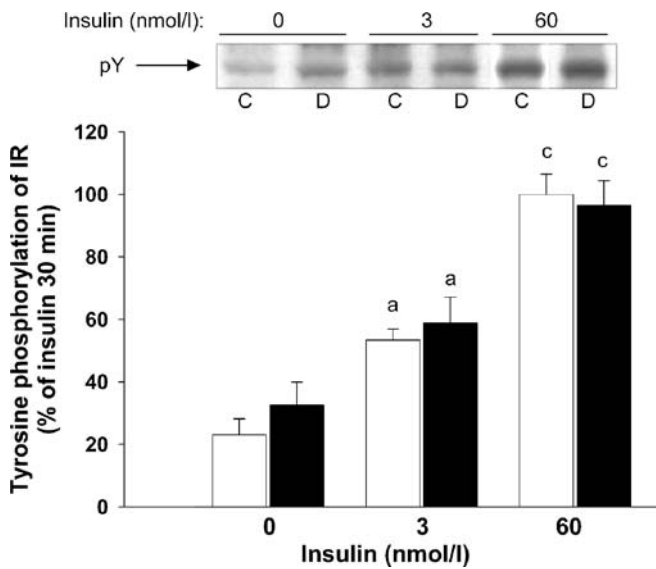 Insulin (nmol/l): 0 3 60
pY
C D C D C D
120
100
80
60
40
20
0
Tyrosine phosphorylation of IR
(% of insulin 30 min)
a a c c
0 3 60
Insulin (nmol/l)